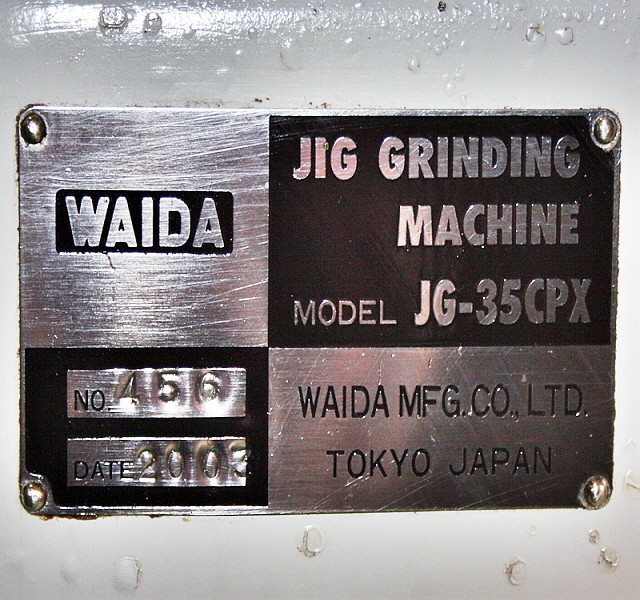 WAIDA
JIG GRINDING
MACHINE
MODEL JG-35CPX
NO. 456
DATE 2003
WAIDA MFG.CO., LTD.
TOKYO JAPAN